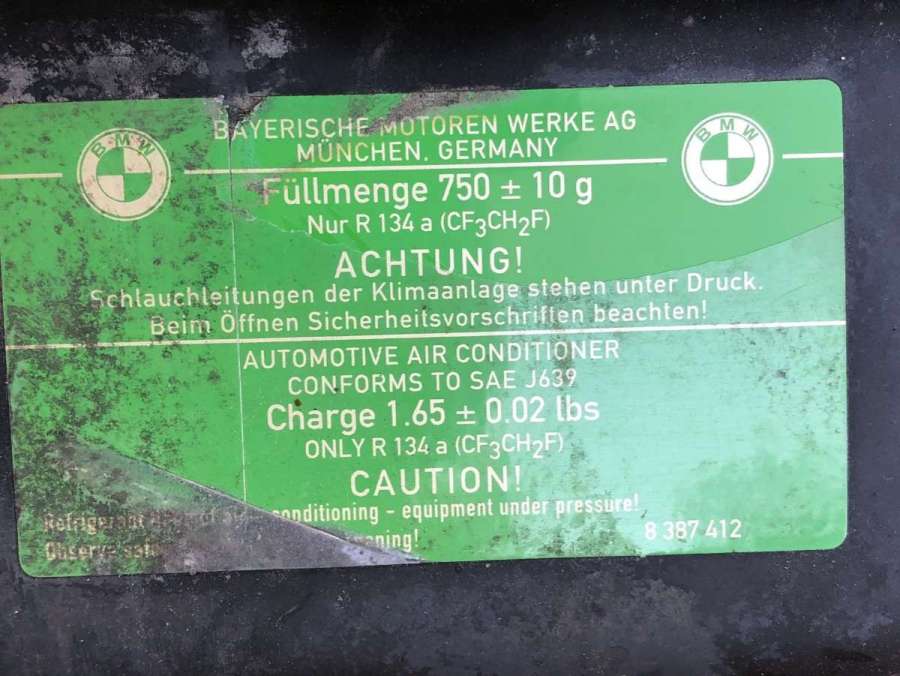 BMW
BMW
BAYERISCHE MOTOREN WERKE AG
MÜNCHEN. GERMANY
Füllmenge 750 ± 10 g
Nur R 134 a (CF₃CH₂F)
ACHTUNG!
Schlauchleitungen der Klimaanlage stehen unter Druck.
Beim Öffnen Sicherheitsvorschriften beachten!
AUTOMOTIVE AIR CONDITIONER
CONFORMS TO SAE J639
Charge 1.65 ± 0.02 lbs
ONLY R 134 a (CF₃CH₂F)
CAUTION!
Refrigerant conditioning - equipment under pressure!
Observe
8 387 412